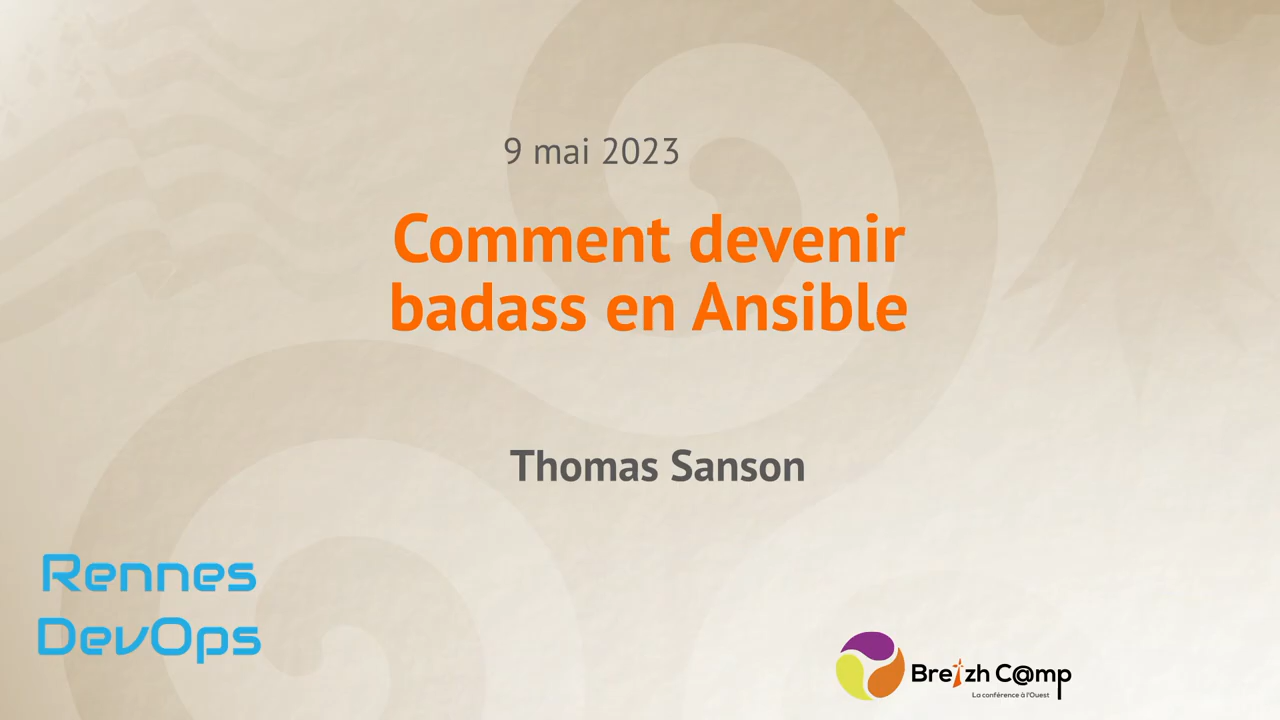 9 mai 2023
Comment devenir
badass en Ansible
Thomas Sanson
Rennes
DevOps
Breizh C@mp
La conférence à l'Ouest